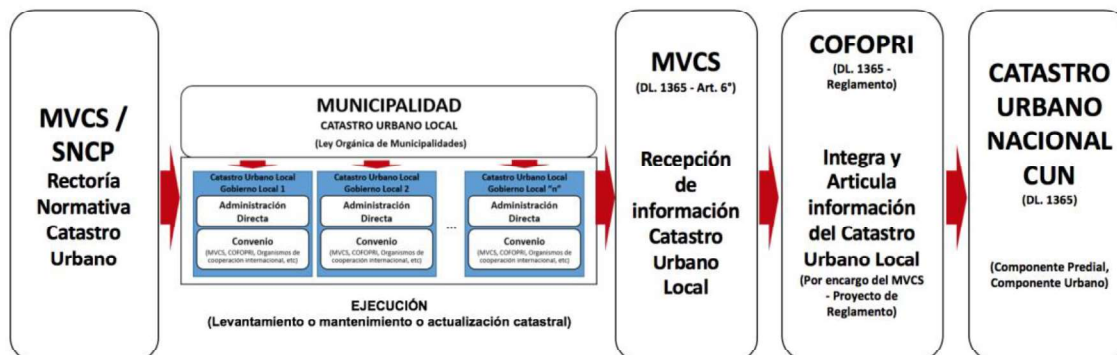 MVCS /
SNCP
Rectoría
Normativa
Catastro
Urbano
MUNICIPALIDAD
CATASTRO URBANO LOCAL
(Ley Orgánica de Municipalidades)
Catastro Urbano Local
Gobierno Local 1
Administración
Directa
Convenio
(MVCS, COFOPRI, Organismos de
cooperación internacional, etc)
Catastro Urbano Local
Gobierno Local 2
Administración
Directa
Convenio
(MVCS, COFOPRI, Organismos de
cooperación internacional, etc)
...
Catastro Urbano Local
Gobierno Local "n"
Administración
Directa
Convenio
(MVCS, COFOPRI, Organismos de
cooperación internacional, etc)
EJECUCIÓN
(Levantamiento o mantenimiento o actualización catastral)
MVCS
(DL. 1365 - Art. 6°)
Recepción
de
información
Catastro
Urbano
Local
COFOPRI
(DL. 1365 -
Reglamento)
Integra y
Articula
información
del Catastro
Urbano Local
(Por encargo del MVCS
- Proyecto de
Reglamento)
CATASTRO
URBANO
NACIONAL
CUN
(DL. 1365)
(Componente Predial,
Componente Urbano)